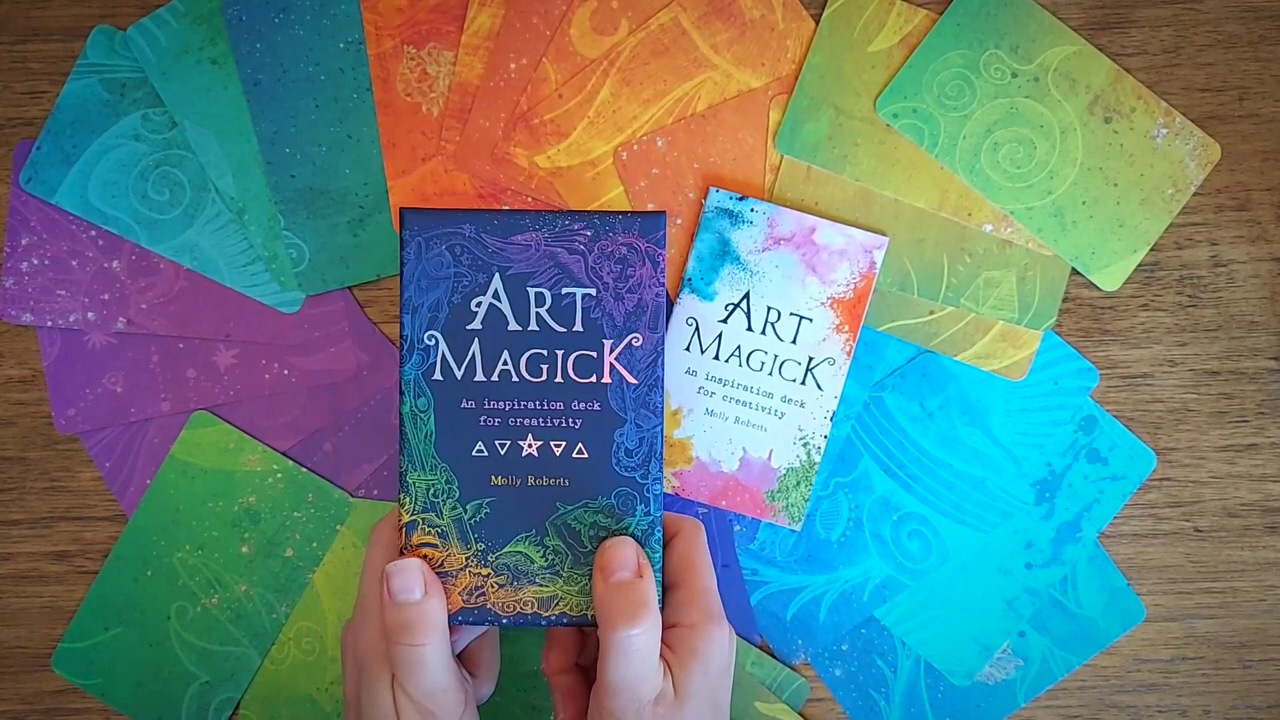 ART
MAGICK
An inspiration deck
for creativity
Molly Roberts
ART
MAGICK
An inspiration deck
for creativity
Molly Roberts